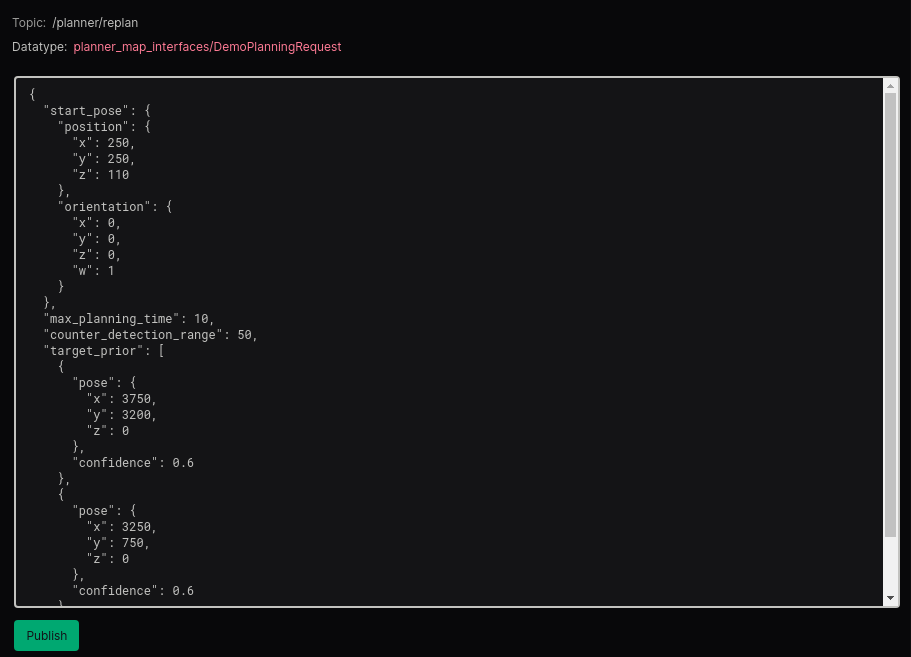 Topic: /planner/replan
Datatype: planner_map_interfaces/DemoPlanningRequest
{
  "start_pose": {
    "position": {
      "x": 250,
      "y": 250,
      "z": 110
    },
    "orientation": {
      "x": 0,
      "y": 0,
      "z": 0,
      "w": 1
    }
  },
  "max_planning_time": 10,
  "counter_detection_range": 50,
  "target_prior": [
    {
      "pose": {
        "x": 3750,
        "y": 3200,
        "z": 0
      },
      "confidence": 0.6
    },
    {
      "pose": {
        "x": 3250,
        "y": 750,
        "z": 0
      },
      "confidence": 0.6
    }
Publish